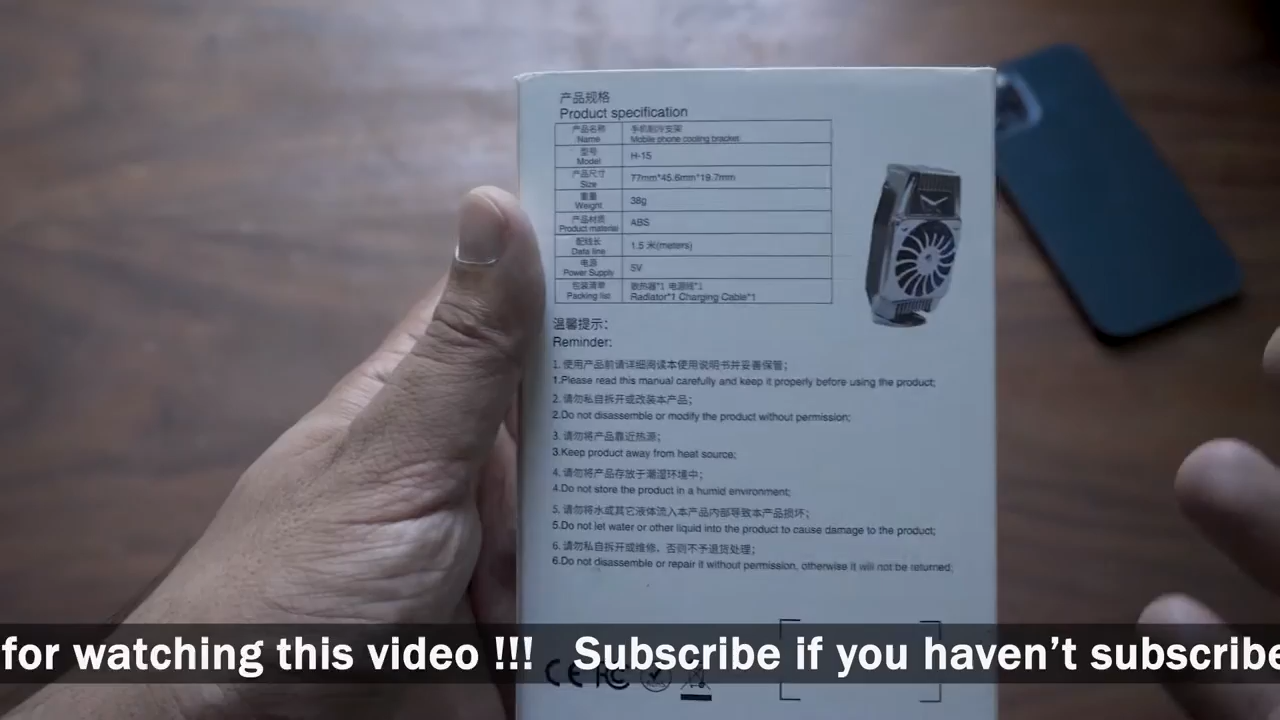 产品规格
Product specification
产品名称 手机制冷支架
Name Mobile phone cooling bracket
型号
Model H-15
产品尺寸
Size 77mm*45.6mm*19.7mm
重量
Weight 38g
产品材质
Product material ABS
配线长
Data line 1.5 米(meters)
电源
Power Supply 5V
包装清单 散热器*1 电源线*1
Packing list Radiator*1 Charging Cable*1
温馨提示：
Reminder:
1. 使用产品前请详细阅读本使用说明书并妥善保管；
1.Please read this manual carefully and keep it properly before using the product;
2. 请勿私自拆开或改装本产品；
2.Do not disassemble or modify the product without permission;
3. 请勿将产品靠近热源；
3.Keep product away from heat source;
4. 请勿将产品存放于潮湿环境中；
4.Do not store the product in a humid environment;
5. 请勿将水或其它液体流入本产品内部导致本产品损坏；
5.Do not let water or other liquid into the product to cause damage to the product;
6. 请勿私自拆开或维修，否则不予退货处理；
6.Do not disassemble or repair it without permission, otherwise it will not be returned;
for watching this video !!! Subscribe if you haven’t subscribe
CE FC